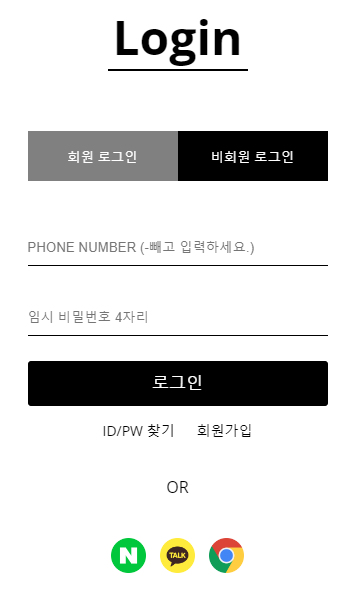 Login
회원 로그인 비회원 로그인
PHONE NUMBER (-빼고 입력하세요.)
임시 비밀번호 4자리
로그인
ID/PW 찾기 회원가입
OR
N TALK